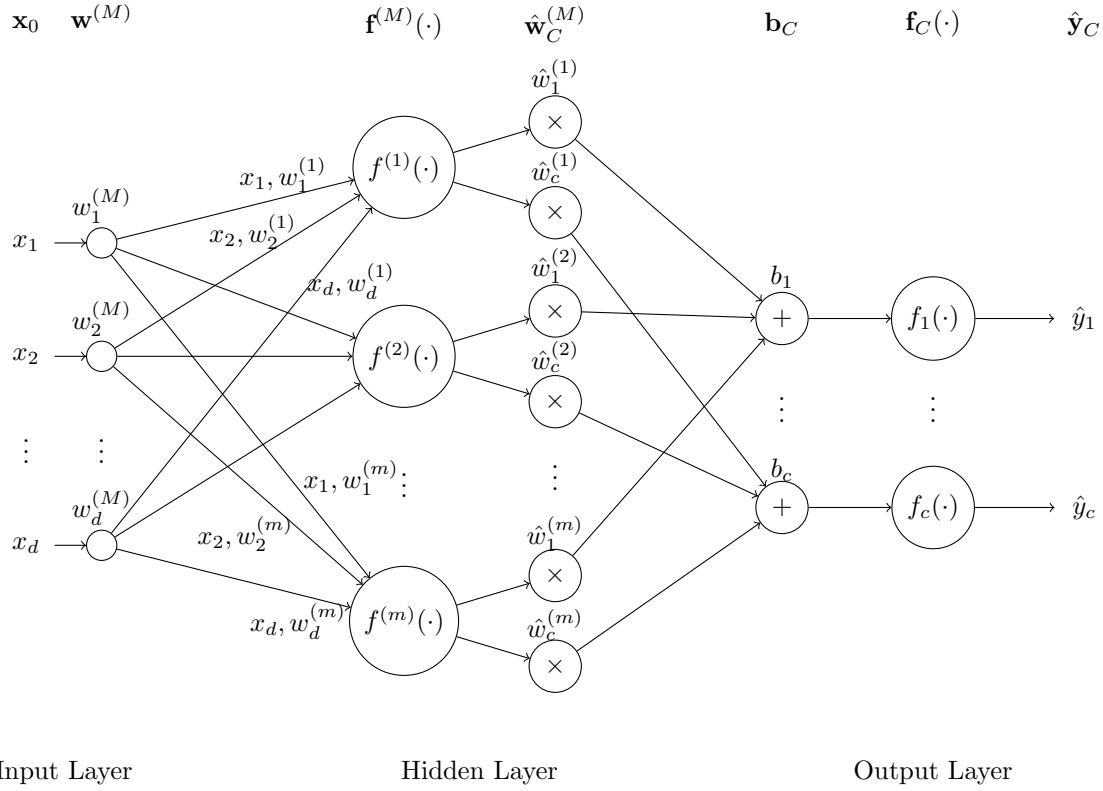 𝐱₀ 𝐰⁽ᴹ⁾ 𝐟⁽ᴹ⁾(·) 𝐰̂_C⁽ᴹ⁾ 𝐛_C 𝐟_C(·) 𝐲̂_C
ŵ₁⁽¹⁾
×
f⁽¹⁾(·)
x₁, w₁⁽¹⁾
ŵ_c⁽¹⁾
×
w₁⁽ᴹ⁾
x₁
x₂, w₂⁽¹⁾
x_d, w_d⁽¹⁾
ŵ₁⁽²⁾
×
b₁
+ f₁(·) ŷ₁
w₂⁽ᴹ⁾
x₂
f⁽²⁾(·)
ŵ_c⁽²⁾
×
⋮ ⋮
⋮ ⋮
x₁, w₁⁽ᵐ⁾ ⋮
⋮
b_c
+ f_c(·) ŷ_c
w_d⁽ᴹ⁾
x_d
x₂, w₂⁽ᵐ⁾
ŵ₁⁽ᵐ⁾
×
x_d, w_d⁽ᵐ⁾
f⁽ᵐ⁾(·)
ŵ_c⁽ᵐ⁾
×
nput Layer Hidden Layer Output Layer